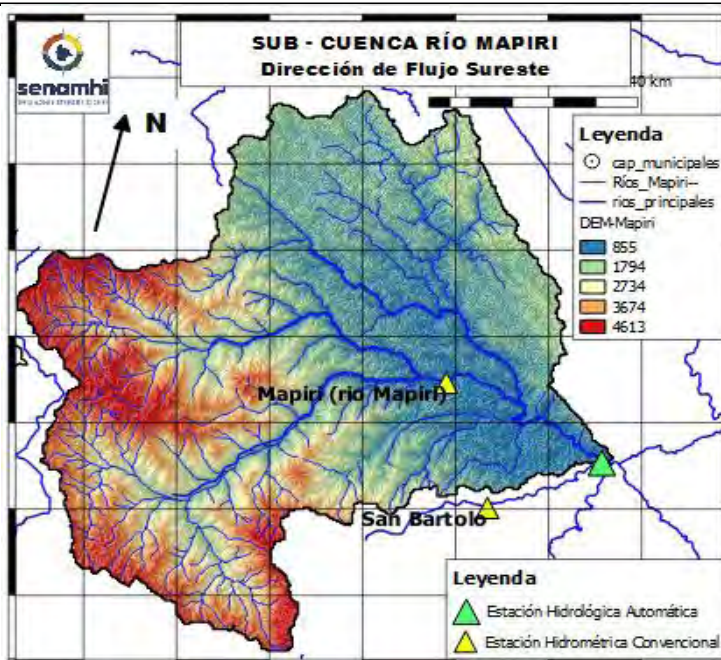 senamhi
SUB - CUENCA RÍO MAPIRI
Dirección de Flujo Sureste
40 km
N
Leyenda
cap_municipales
Ríos_Mapiri--
rios_principales
DEM-Mapiri
855
1794
2734
3674
4613
Mapiri (rio Mapiri)
San Bartolo
Leyenda
Estación Hidrológica Automática
Estación Hidrométrica Convencional